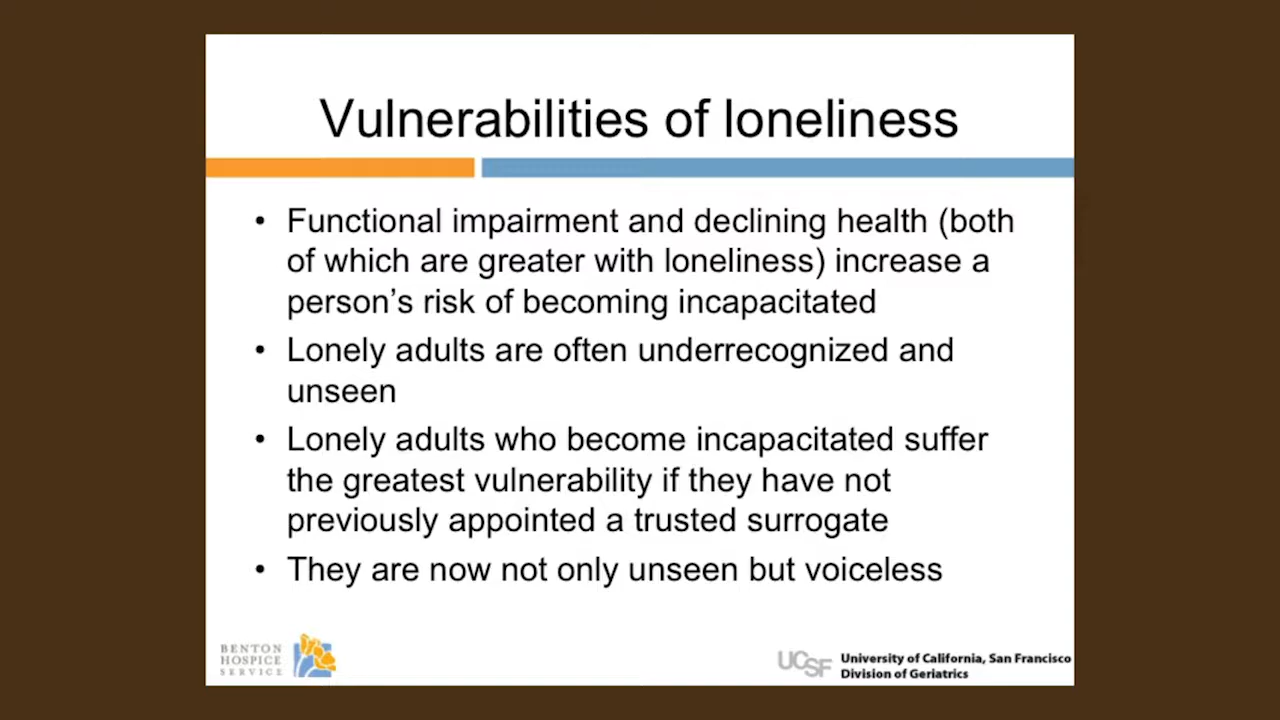 Vulnerabilities of loneliness
• Functional impairment and declining health (both
of which are greater with loneliness) increase a
person's risk of becoming incapacitated
• Lonely adults are often underrecognized and
unseen
• Lonely adults who become incapacitated suffer
the greatest vulnerability if they have not
previously appointed a trusted surrogate
• They are now not only unseen but voiceless
BENTON
HOSPICE
SERVICE
UCSF
University of California, San Francisco
Division of Geriatrics